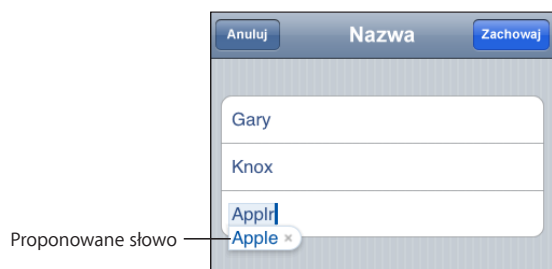 Anuluj Nazwa Zachowaj
Gary
Knox
Applr
Proponowane słowo Apple ×